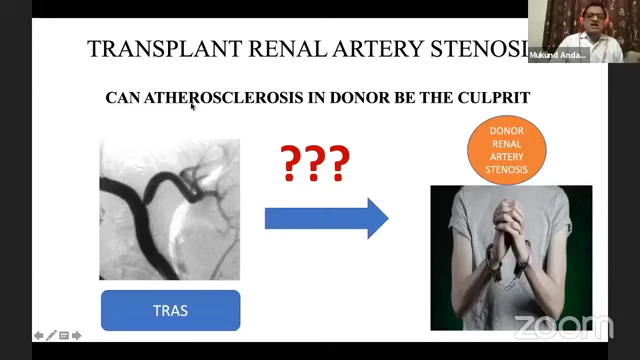 TRANSPLANT RENAL ARTERY STENOSI
Mukund Anda...
CAN ATHEROSCLEROSIS IN DONOR BE THE CULPRIT
???
DONOR
RENAL
ARTERY
STENOSIS
TRAS
zoom